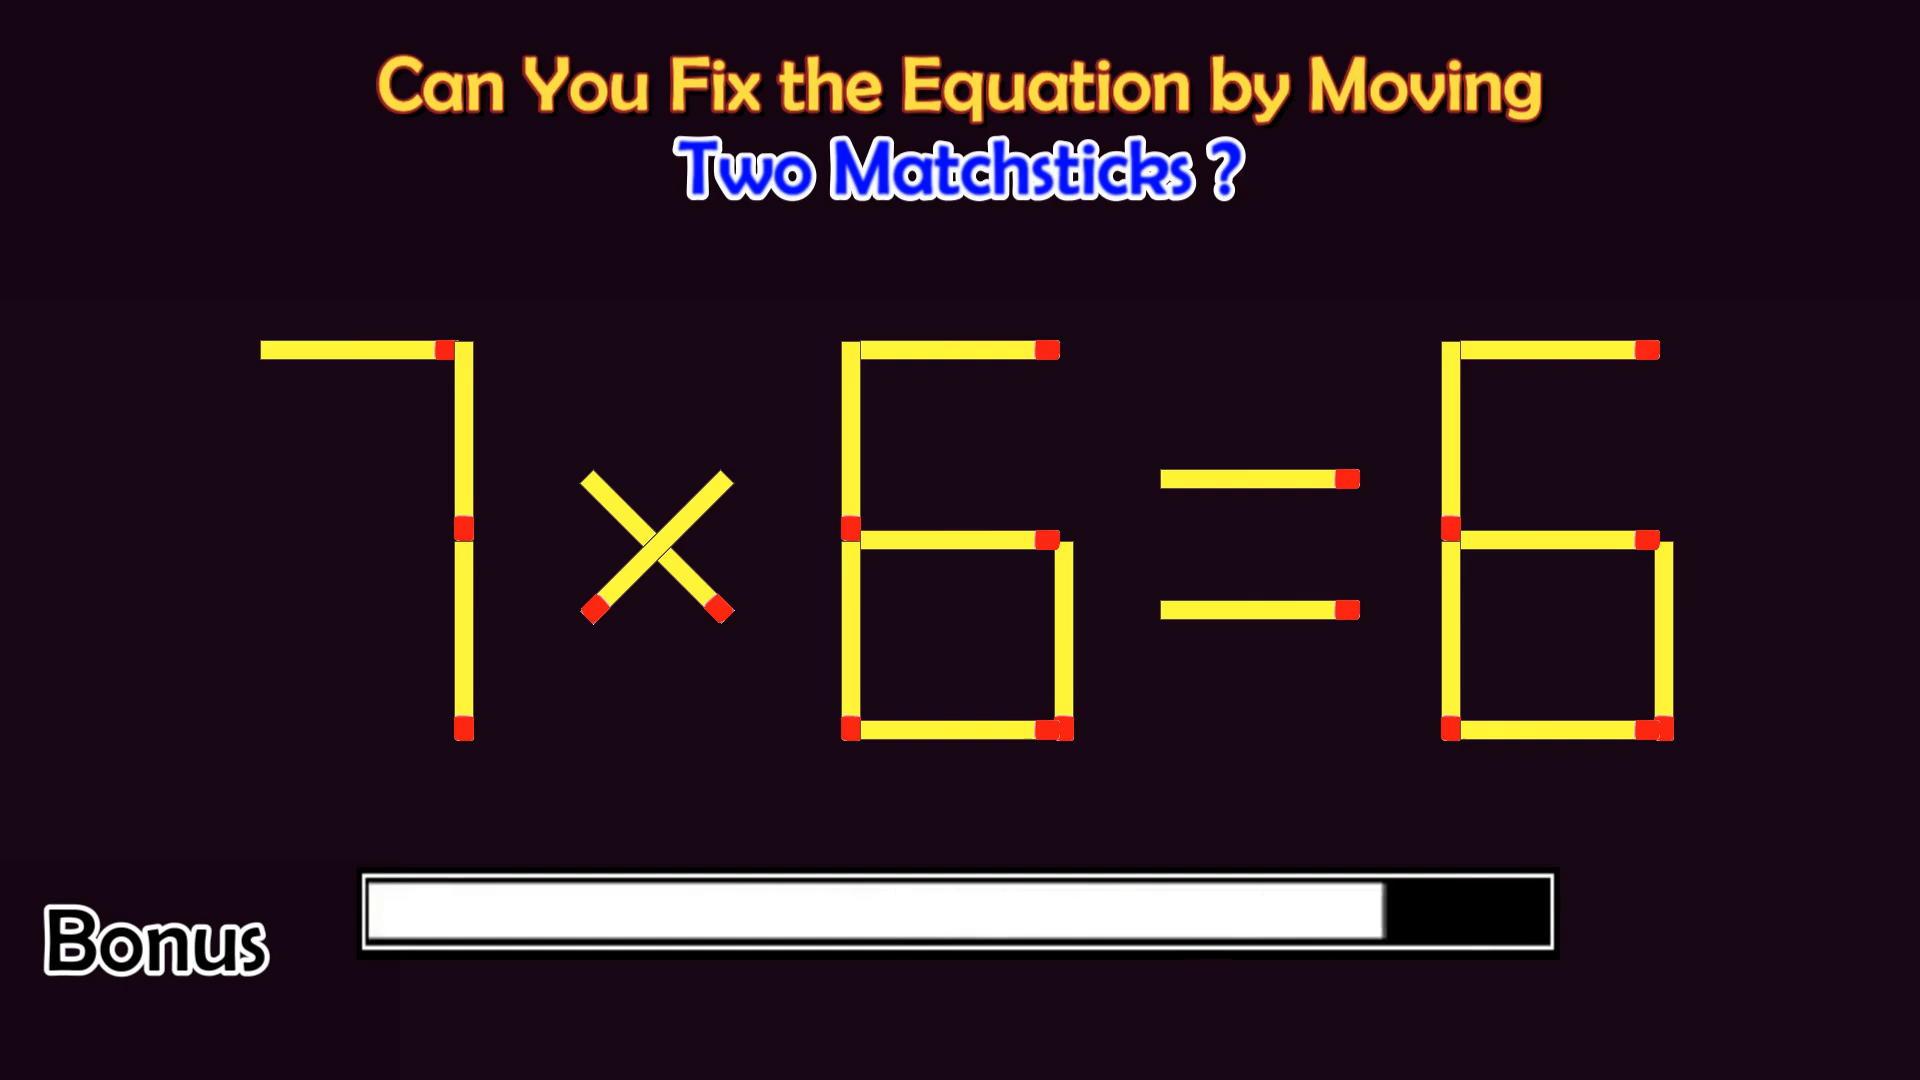 Can You Fix the Equation by Moving
Two Matchsticks ?
7 × 6 = 6
Bonus